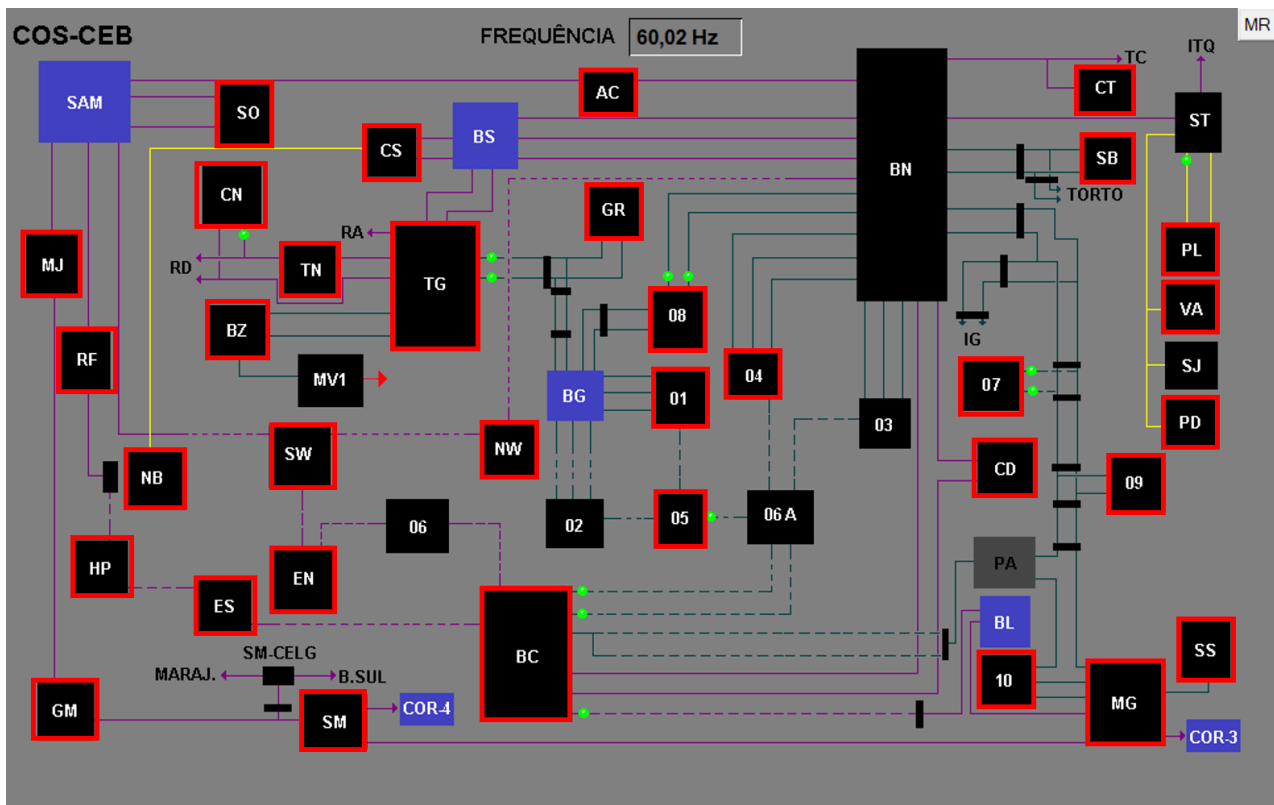 COS-CEB
FREQUÊNCIA 60,02 Hz
MR
SAM
SO
AC
TC
CT
ITQ
ST
CS
BS
BN
SB
TORTO
CN
GR
RA
MJ
RD
TN
TG
PL
BZ
08
IG
VA
RF
MV1
04
07
SJ
BG
01
03
PD
NB
SW
NW
CD
09
02
05
06 A
06
HP
EN
PA
ES
BC
BL
SM-CELG
MARAJ.
B.SUL
SS
10
GM
SM
COR-4
MG
COR-3